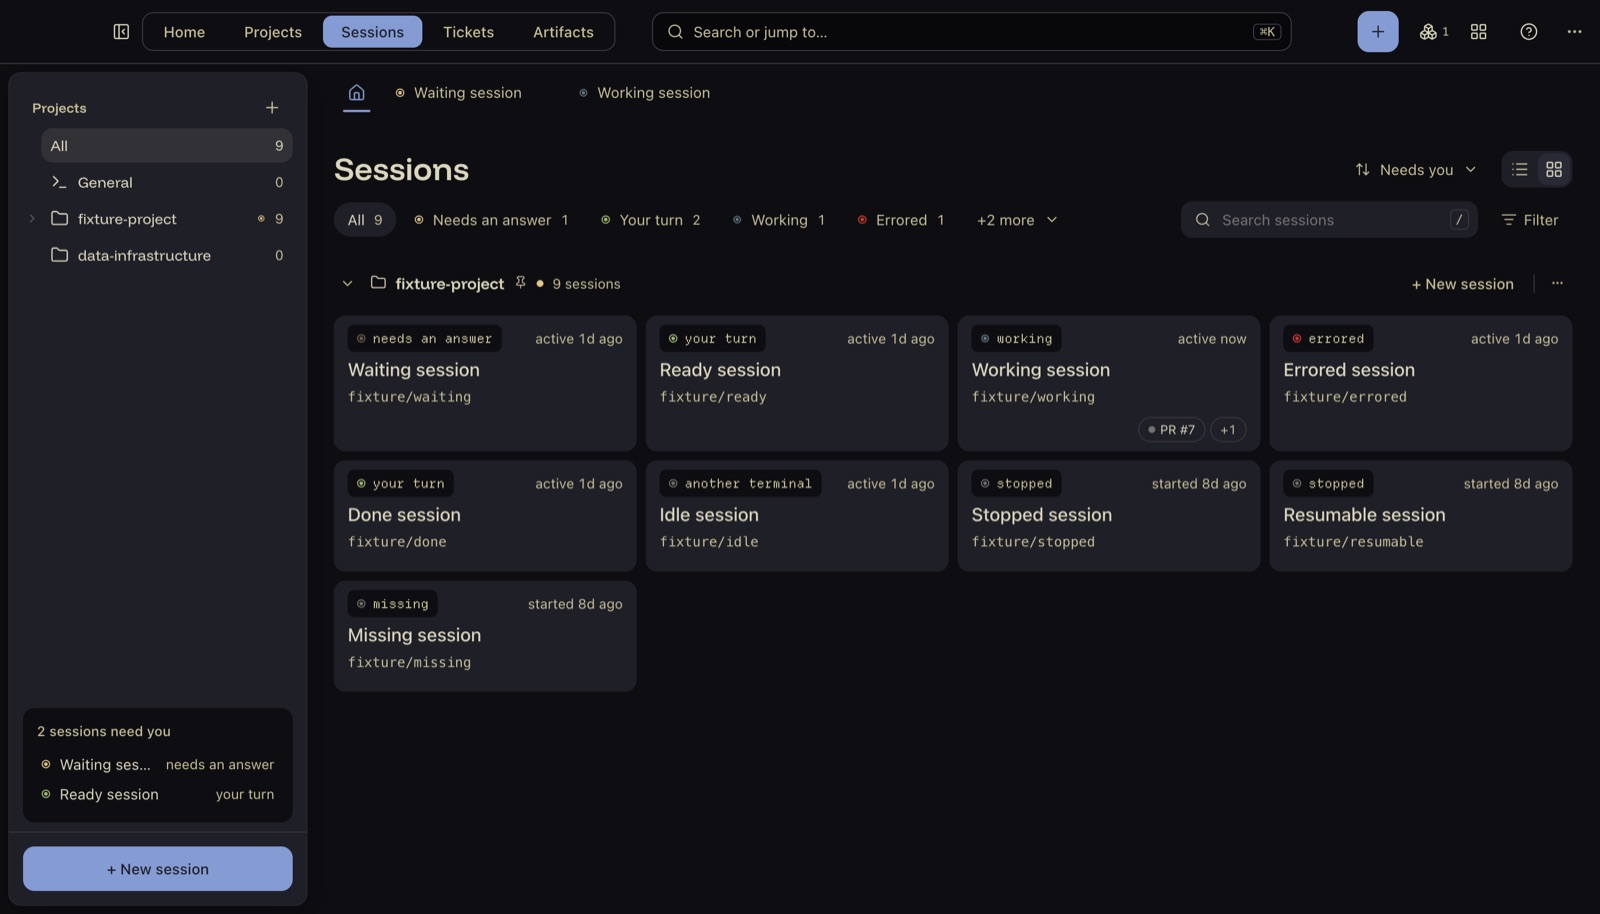 Home Projects Sessions Tickets Artifacts Search or jump to... ⌘K + 1 ...
Projects +
All 9
General 0
fixture-project 9
data-infrastructure 0
2 sessions need you
Waiting ses... needs an answer
Ready session your turn
+ New session
Waiting session Working session
Sessions Needs you
All 9 Needs an answer 1 Your turn 2 Working 1 Errored 1 +2 more Search sessions / Filter
fixture-project 9 sessions + New session ...
needs an answer active 1d ago
Waiting session
fixture/waiting
your turn active 1d ago
Ready session
fixture/ready
working active now
Working session
fixture/working
PR #7 +1
errored active 1d ago
Errored session
fixture/errored
your turn active 1d ago
Done session
fixture/done
another terminal active 1d ago
Idle session
fixture/idle
stopped started 8d ago
Stopped session
fixture/stopped
stopped started 8d ago
Resumable session
fixture/resumable
missing started 8d ago
Missing session
fixture/missing